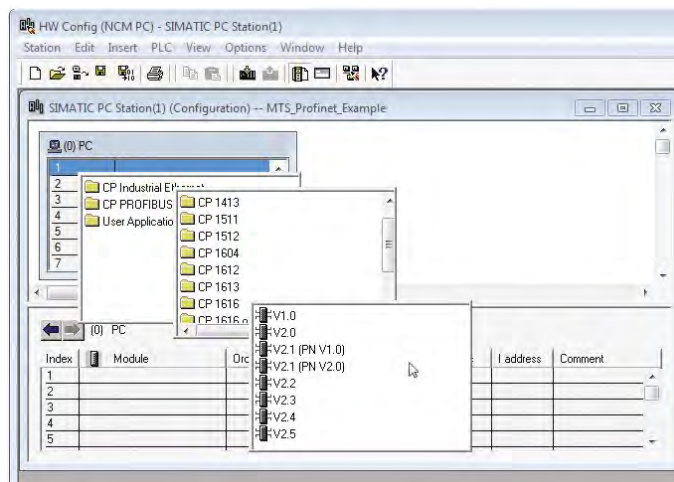 HW Config (NCM PC) - SIMATIC PC Station(1)
Station Edit Insert PLC View Options Window Help
SIMATIC PC Station(1) (Configuration) -- MTS_Profinet_Example
(0) PC
1
2
3
4
5
6
7
CP Industrial Ethernet
CP PROFIBUS
User Applicatio
CP 1413
CP 1511
CP 1512
CP 1604
CP 1612
CP 1613
CP 1616
CP 1616 o
V1.0
V2.0
V2.1 (PN V1.0)
V2.1 (PN V2.0)
V2.2
V2.3
V2.4
V2.5
(0) PC
Index Module Orc I address Comment
1
2
3
4
5